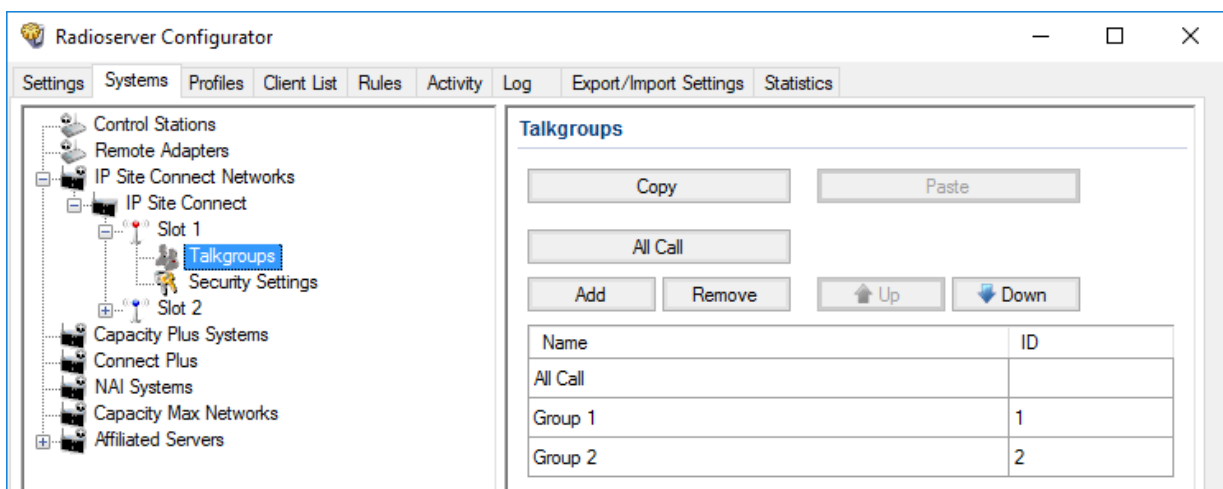 Radioserver Configurator
Settings Systems Profiles Client List Rules Activity Log Export/Import Settings Statistics
Control Stations
Remote Adapters
IP Site Connect Networks
IP Site Connect
Slot 1
Talkgroups
Security Settings
Slot 2
Capacity Plus Systems
Connect Plus
NAI Systems
Capacity Max Networks
Affiliated Servers
Talkgroups
Copy Paste
All Call
Add Remove Up Down
Name ID
All Call
Group 1 1
Group 2 2